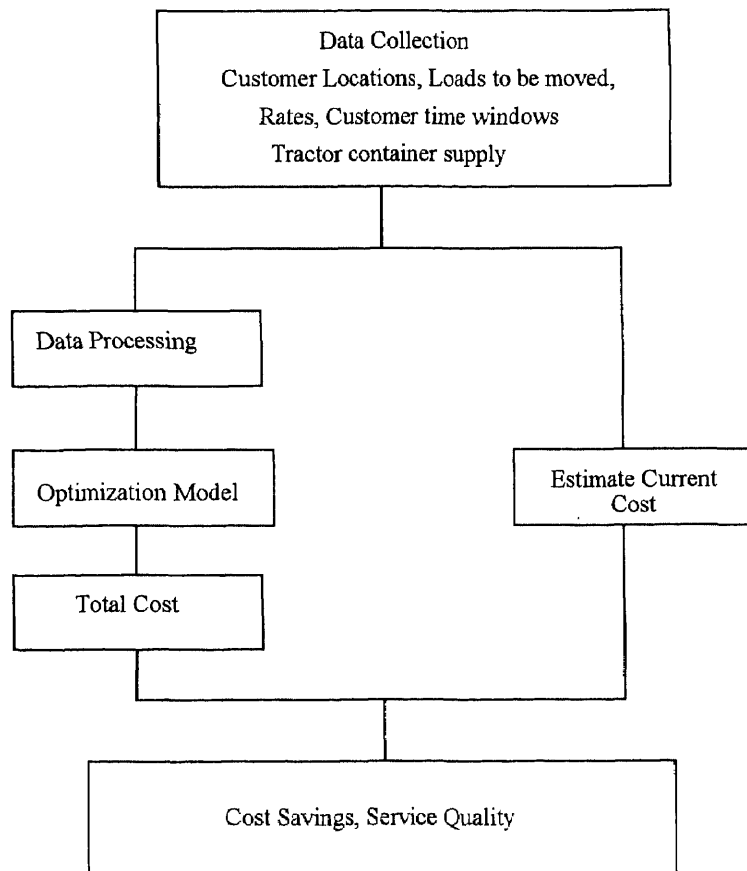 Data Collection
Customer Locations, Loads to be moved,
Rates, Customer time windows
Tractor container supply
Data Processing
Optimization Model
Estimate Current
Cost
Total Cost
Cost Savings, Service Quality